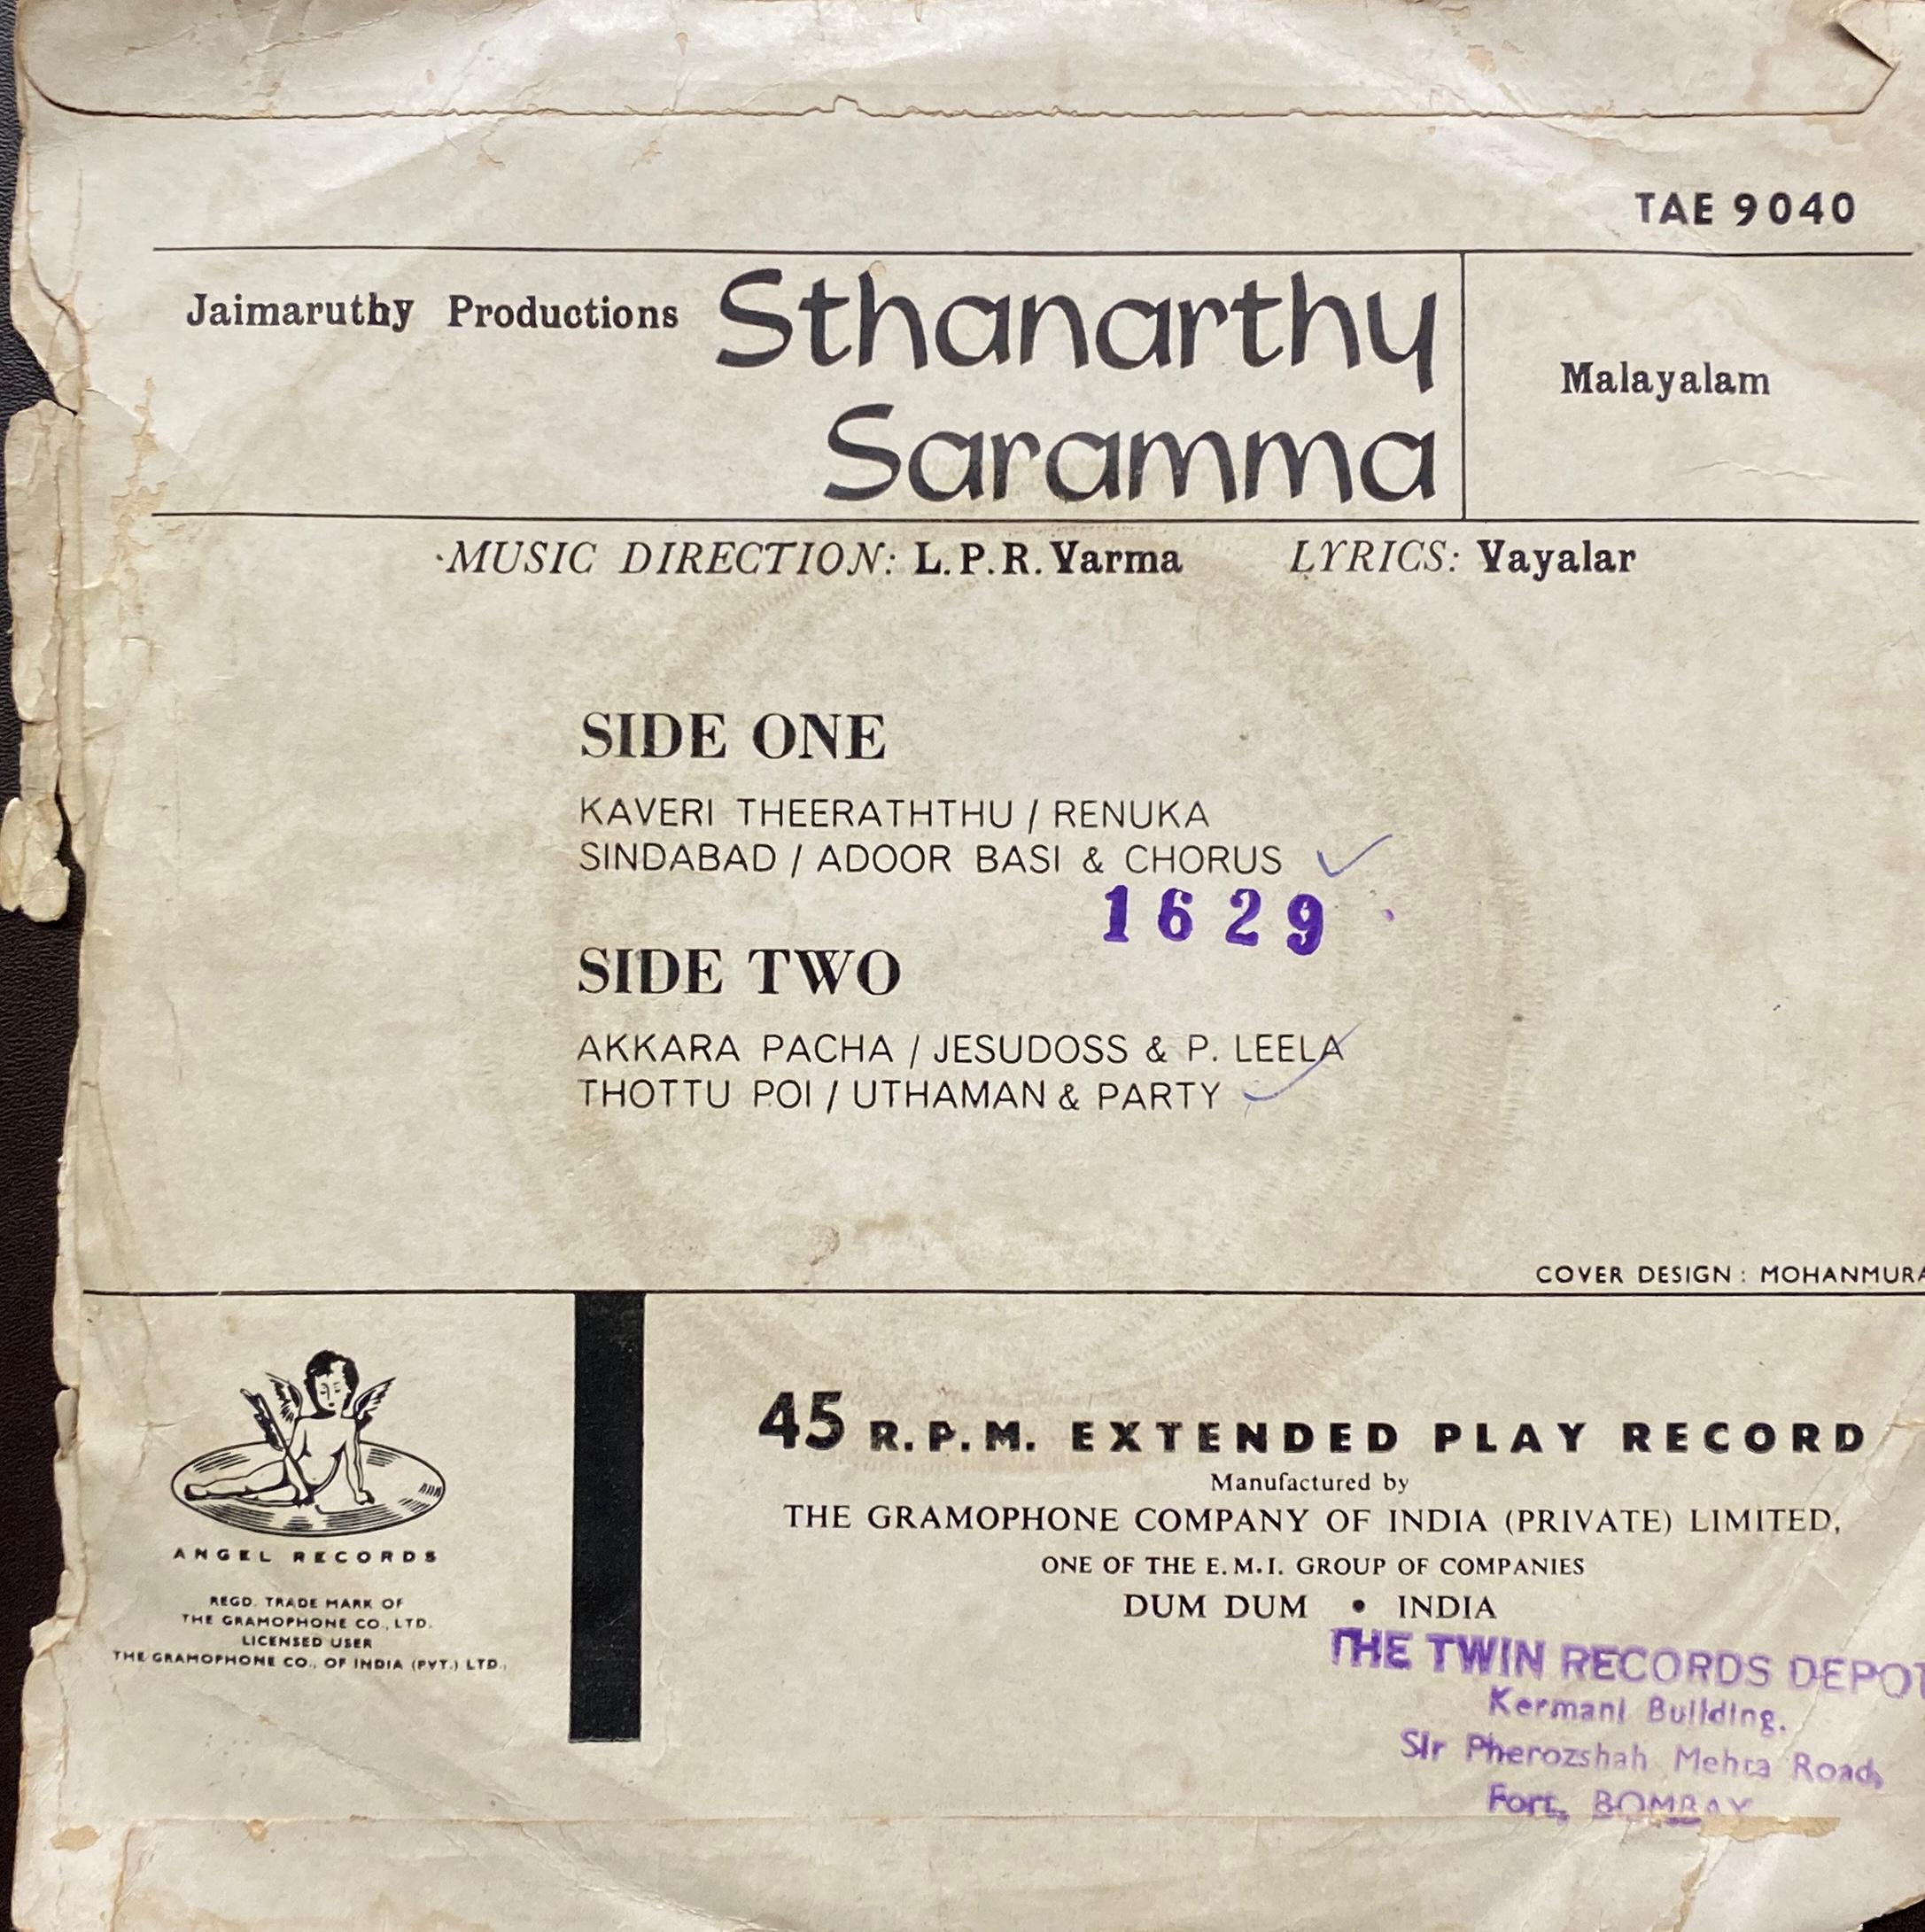 TAE 9040
Jaimaruthy Productions
Sthanarthy
Saramma
Malayalam
MUSIC DIRECTION: L.P.R. Varma LYRICS: Vayalar
SIDE ONE
KAVERI THEERATHTHU / RENUKA
SINDABAD / ADOOR BASI & CHORUS
1629
SIDE TWO
AKKARA PACHA / JESUDOSS & P. LEELA
THOTTU POI / UTHAMAN & PARTY
COVER DESIGN : MOHANMURA
ANGEL RECORDS
REGD. TRADE MARK OF
THE GRAMOPHONE CO., LTD.
LICENSED USER
THE GRAMOPHONE CO., OF INDIA (PVT.) LTD.,
45 R.P.M. EXTENDED PLAY RECORD
Manufactured by
THE GRAMOPHONE COMPANY OF INDIA (PRIVATE) LIMITED,
ONE OF THE E.M.I. GROUP OF COMPANIES
DUM DUM • INDIA
THE TWIN RECORDS DEPOT
Kermani Building.
Sir Pherozshah Mehta Road,
Fort, BOMBAY